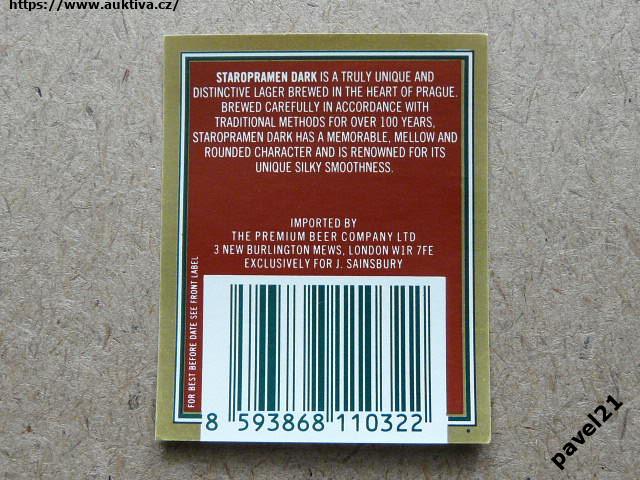 https://www.auktiva.cz/
STAROPRAMEN DARK IS A TRULY UNIQUE AND
DISTINCTIVE LAGER BREWED IN THE HEART OF PRAGUE.
BREWED CAREFULLY IN ACCORDANCE WITH
TRADITIONAL METHODS FOR OVER 100 YEARS,
STAROPRAMEN DARK HAS A MEMORABLE, MELLOW AND
ROUNDED CHARACTER AND IS RENOWNED FOR ITS
UNIQUE SILKY SMOOTHNESS.
IMPORTED BY
THE PREMIUM BEER COMPANY LTD
3 NEW BURLINGTON MEWS, LONDON W1R 7FE
EXCLUSIVELY FOR J. SAINSBURY
FOR BEST BEFORE DATE SEE FRONT LABEL
8 593868 110322
pavel21